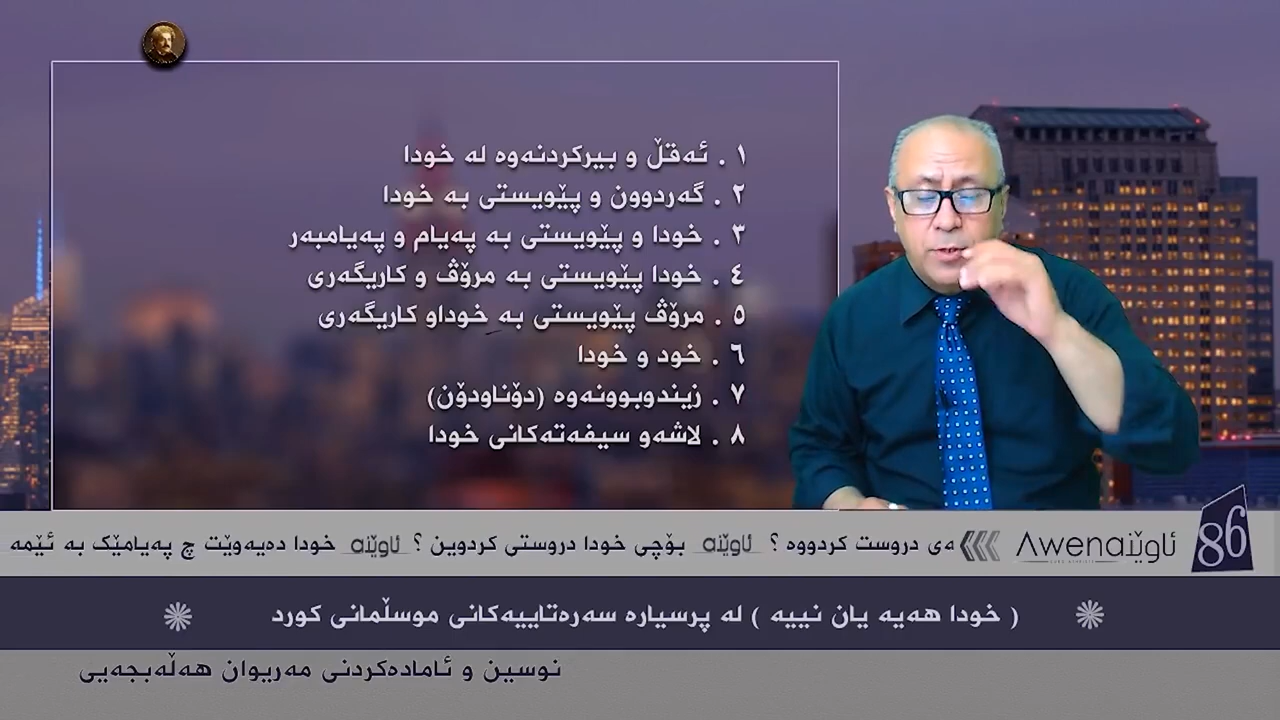 ١ . ئەقڵ و بیرکردنەوە لە خودا
٢ . گەردوون و پێویستی بە خودا
٣ . خودا و پێویستی بە پەیام و پەیامبەر
٤ . خودا پێویستی بە مرۆڤ و کاریگەری
٥ . مرۆڤ پێویستی بە خوداو کاریگەری
٦ . خود و خودا
٧ . زیندوبوونەوە (دۆناودۆن)
٨ . لاشەو سیفەتەکانی خودا
86
Awena ئاوێنە
ەی دروست کردووە ؟ ئاوێنە بۆچی خودا دروستی کردوین ؟ ئاوێنە خودا دەیەوێت چ پەیامێک بە ئێمە
( خودا هەیە یان نییە ) لە پرسیارە سەرەتاییەکانی موسڵمانی کورد
نوسین و ئامادەکردنی مەریوان هەڵەبجەیی